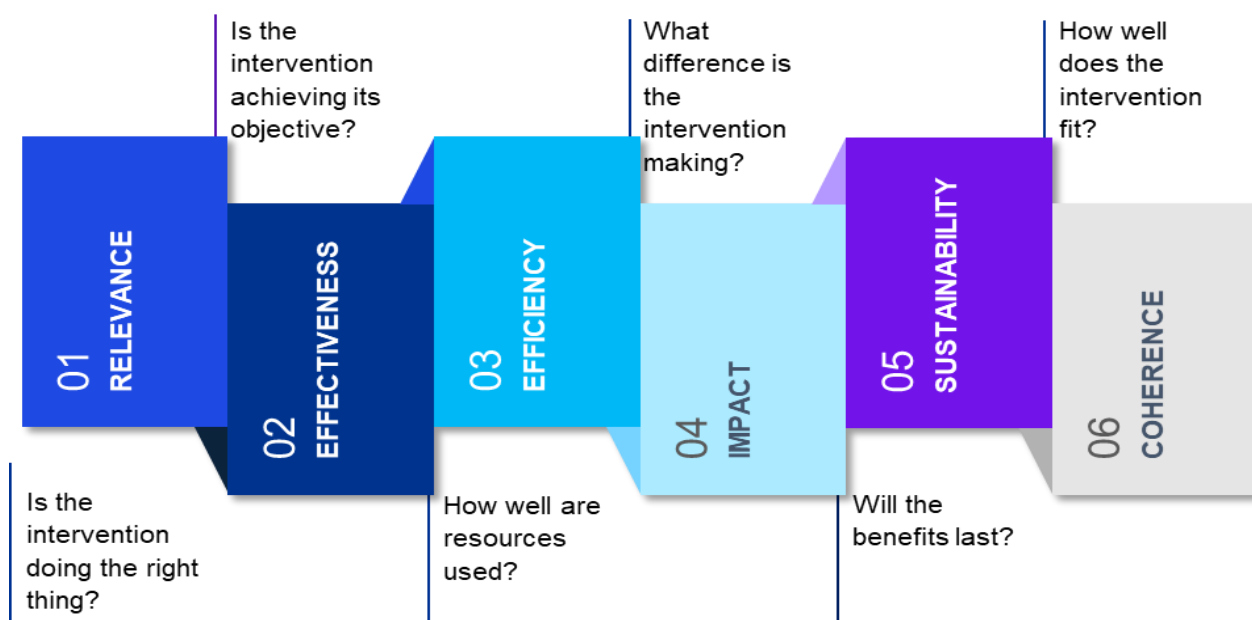 Is the
intervention
achieving its
objective?
What
difference is
the
intervention
making?
How well
does the
intervention
fit?
01
RELEVANCE
02
EFFECTIVENESS
03
EFFICIENCY
04
IMPACT
05
SUSTAINABILITY
06
COHERENCE
Is the
intervention
doing the right
thing?
How well are
resources
used?
Will the
benefits last?